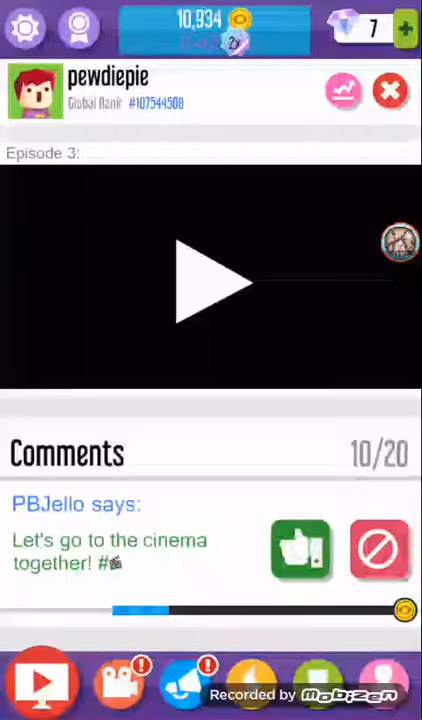 10,934
2x
7
pewdiepie
Global Rank #107544508
Episode 3:
Comments 10/20
PBJello says:
Let's go to the cinema
together! #🎬
Recorded by mobizen